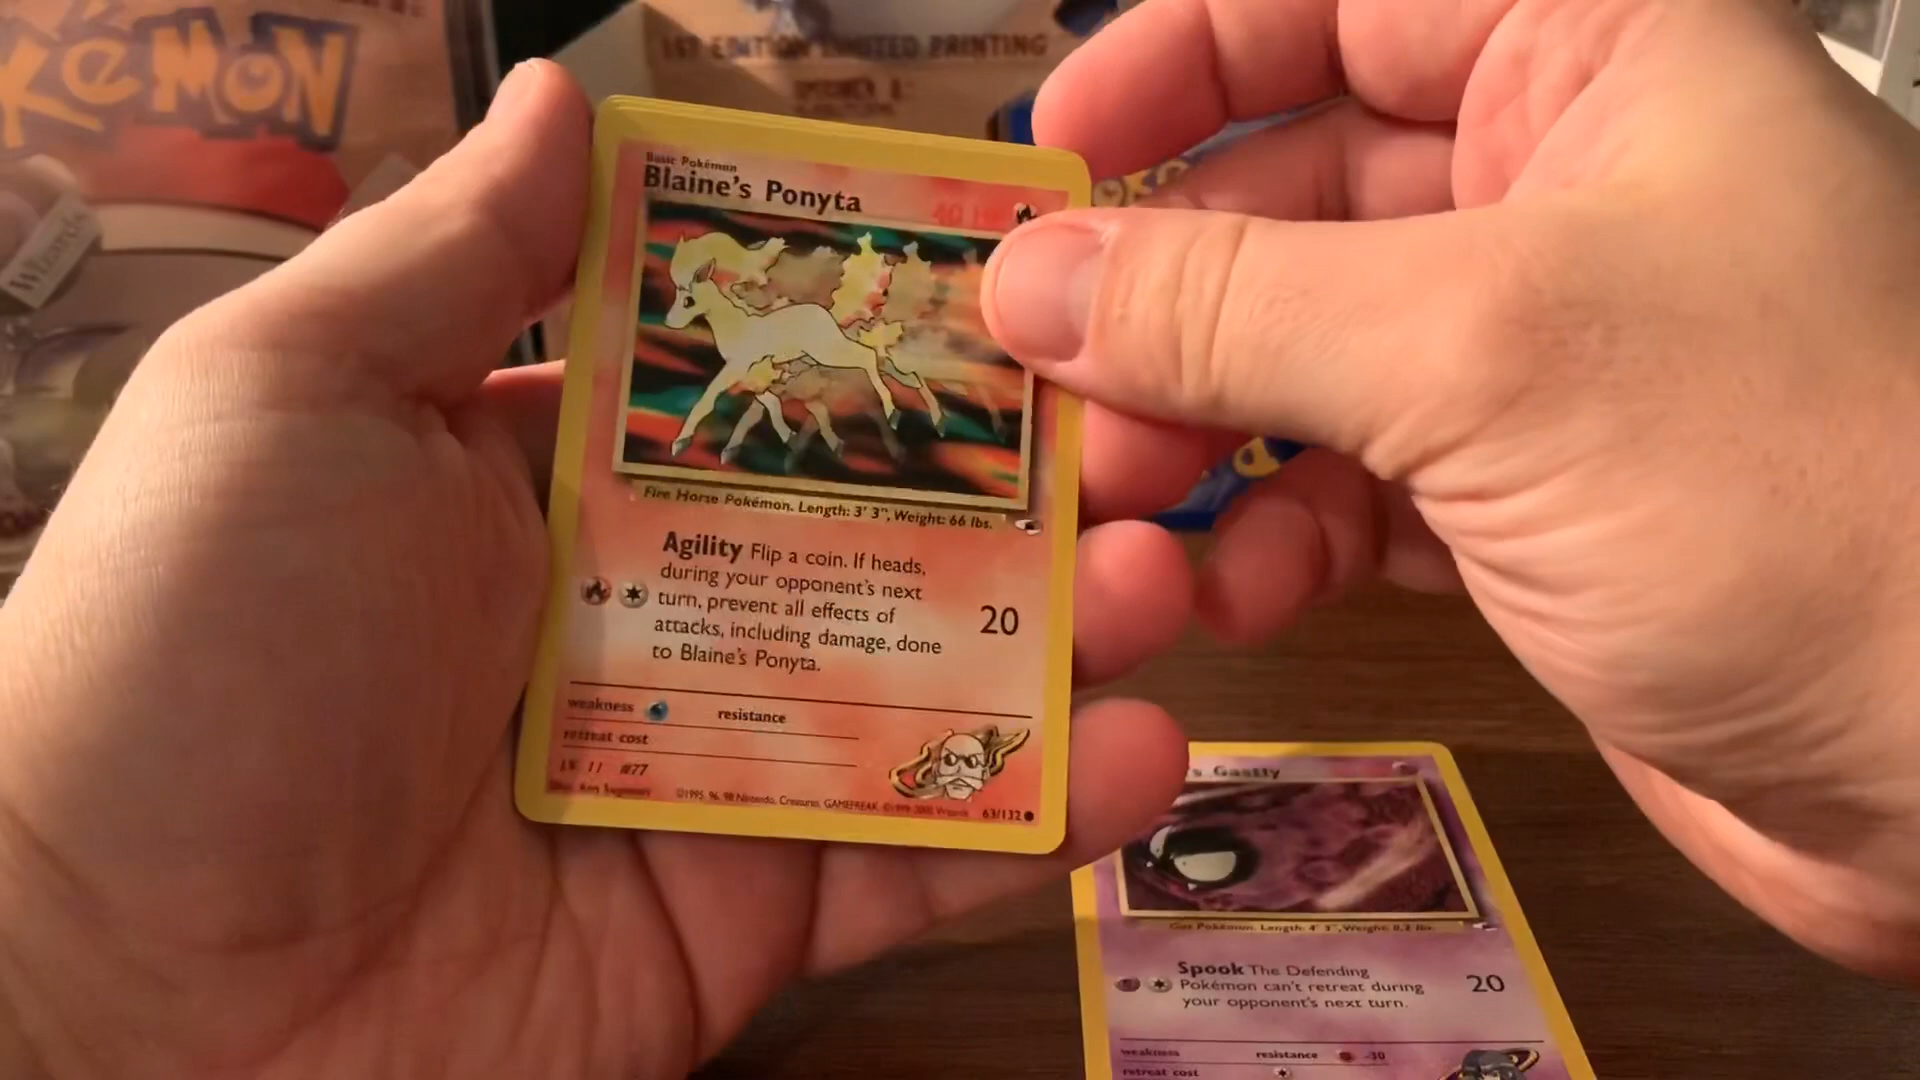 KEMON
1ST EDITION LIMITED PRINTING
Wizards
Basic Pokémon
Blaine's Ponyta
Fire Horse Pokémon. Length: 3' 3", Weight: 66 lbs.
Agility Flip a coin. If heads,
during your opponent's next
turn, prevent all effects of
attacks, including damage, done
to Blaine's Ponyta.
20
weakness resistance
retreat cost
LV. 11 #77
Illus. Ken Sugimori ©1995, 96, 98 Nintendo, Creatures, GAMEFREAK. ©1999-2000 Wizards 63/132
's Gastly
Gas Pokémon. Length: 4' 3", Weight: 0.2 lbs.
Spook The Defending
Pokémon can't retreat during
your opponent's next turn.
20
weakness resistance -30
retreat cost